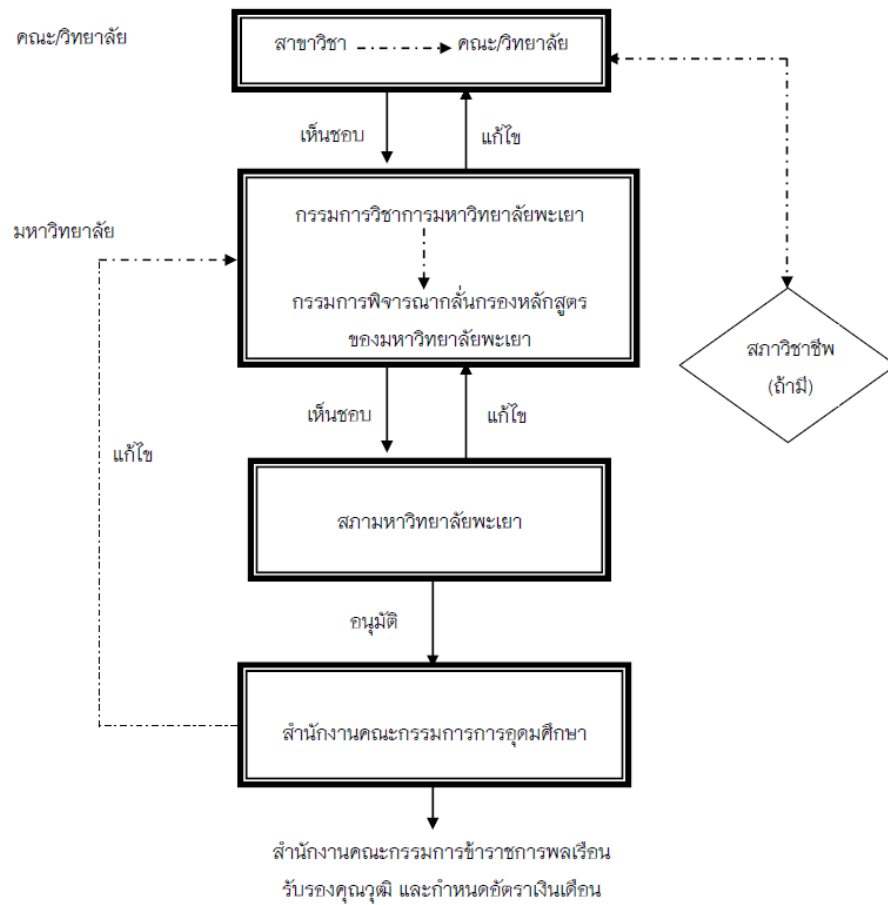 คณะ/วิทยาลัย
สาขาวิชา
คณะ/วิทยาลัย
เห็นชอบ
แก้ไข
มหาวิทยาลัย
กรรมการวิชาการมหาวิทยาลัยพะเยา
กรรมการพิจารณากลั่นกรองหลักสูตร
ของมหาวิทยาลัยพะเยา
สภาวิชาชีพ
(ถ้ามี)
เห็นชอบ
แก้ไข
แก้ไข
สภามหาวิทยาลัยพะเยา
อนุมัติ
สำนักงานคณะกรรมการการอุดมศึกษา
สำนักงานคณะกรรมการข้าราชการพลเรือน
รับรองคุณวุฒิ และกำหนดอัตราเงินเดือน